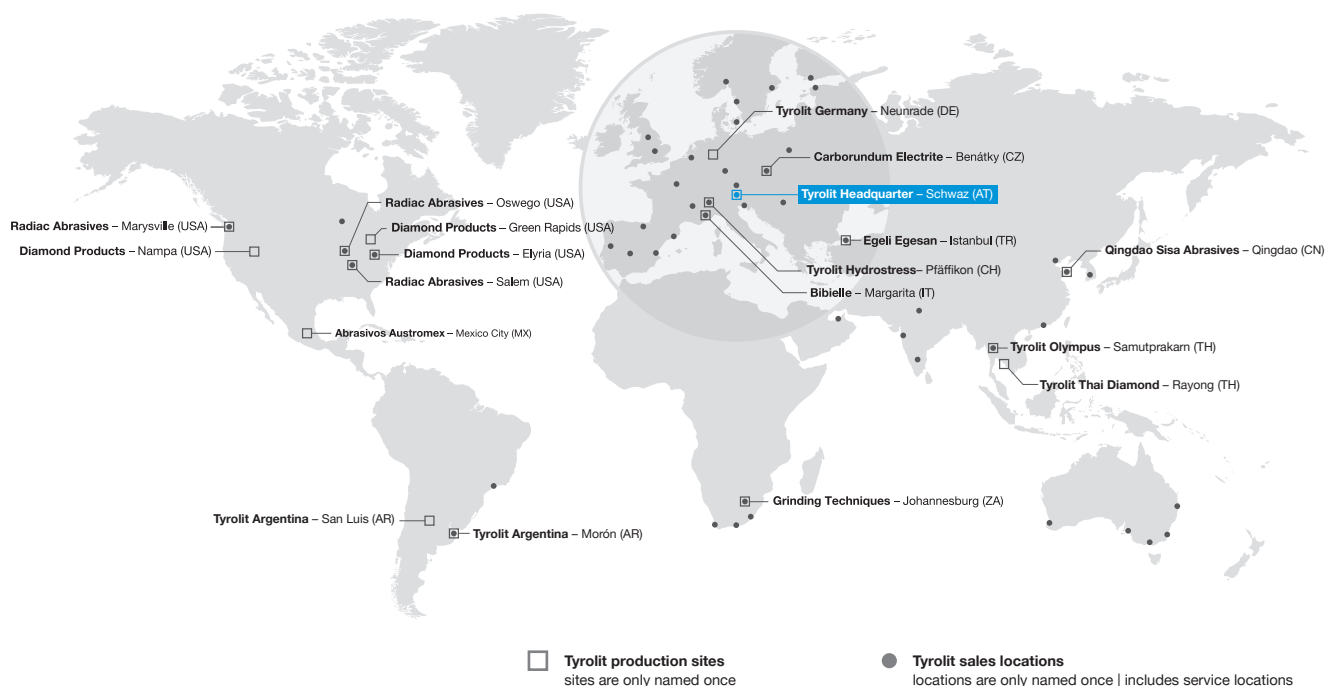 Tyrolit Germany – Neunrade (DE)
Carborundum Electrite – Benátky (CZ)
Tyrolit Headquarter – Schwaz (AT)
Radiac Abrasives – Oswego (USA)
Radiac Abrasives – Marysville (USA)
Diamond Products – Green Rapids (USA)
Egeli Egesan – Istanbul (TR)
Diamond Products – Nampa (USA)
Diamond Products – Elyria (USA)
Qingdao Sisa Abrasives – Qingdao (CN)
Tyrolit Hydrostress– Pfäffikon (CH)
Radiac Abrasives – Salem (USA)
Bibielle – Margarita (IT)
Abrasivos Austromex – Mexico City (MX)
Tyrolit Olympus – Samutprakarn (TH)
Tyrolit Thai Diamond – Rayong (TH)
Grinding Techniques – Johannesburg (ZA)
Tyrolit Argentina – San Luis (AR)
Tyrolit Argentina – Morón (AR)
Tyrolit production sites
sites are only named once
Tyrolit sales locations
locations are only named once | includes service locations